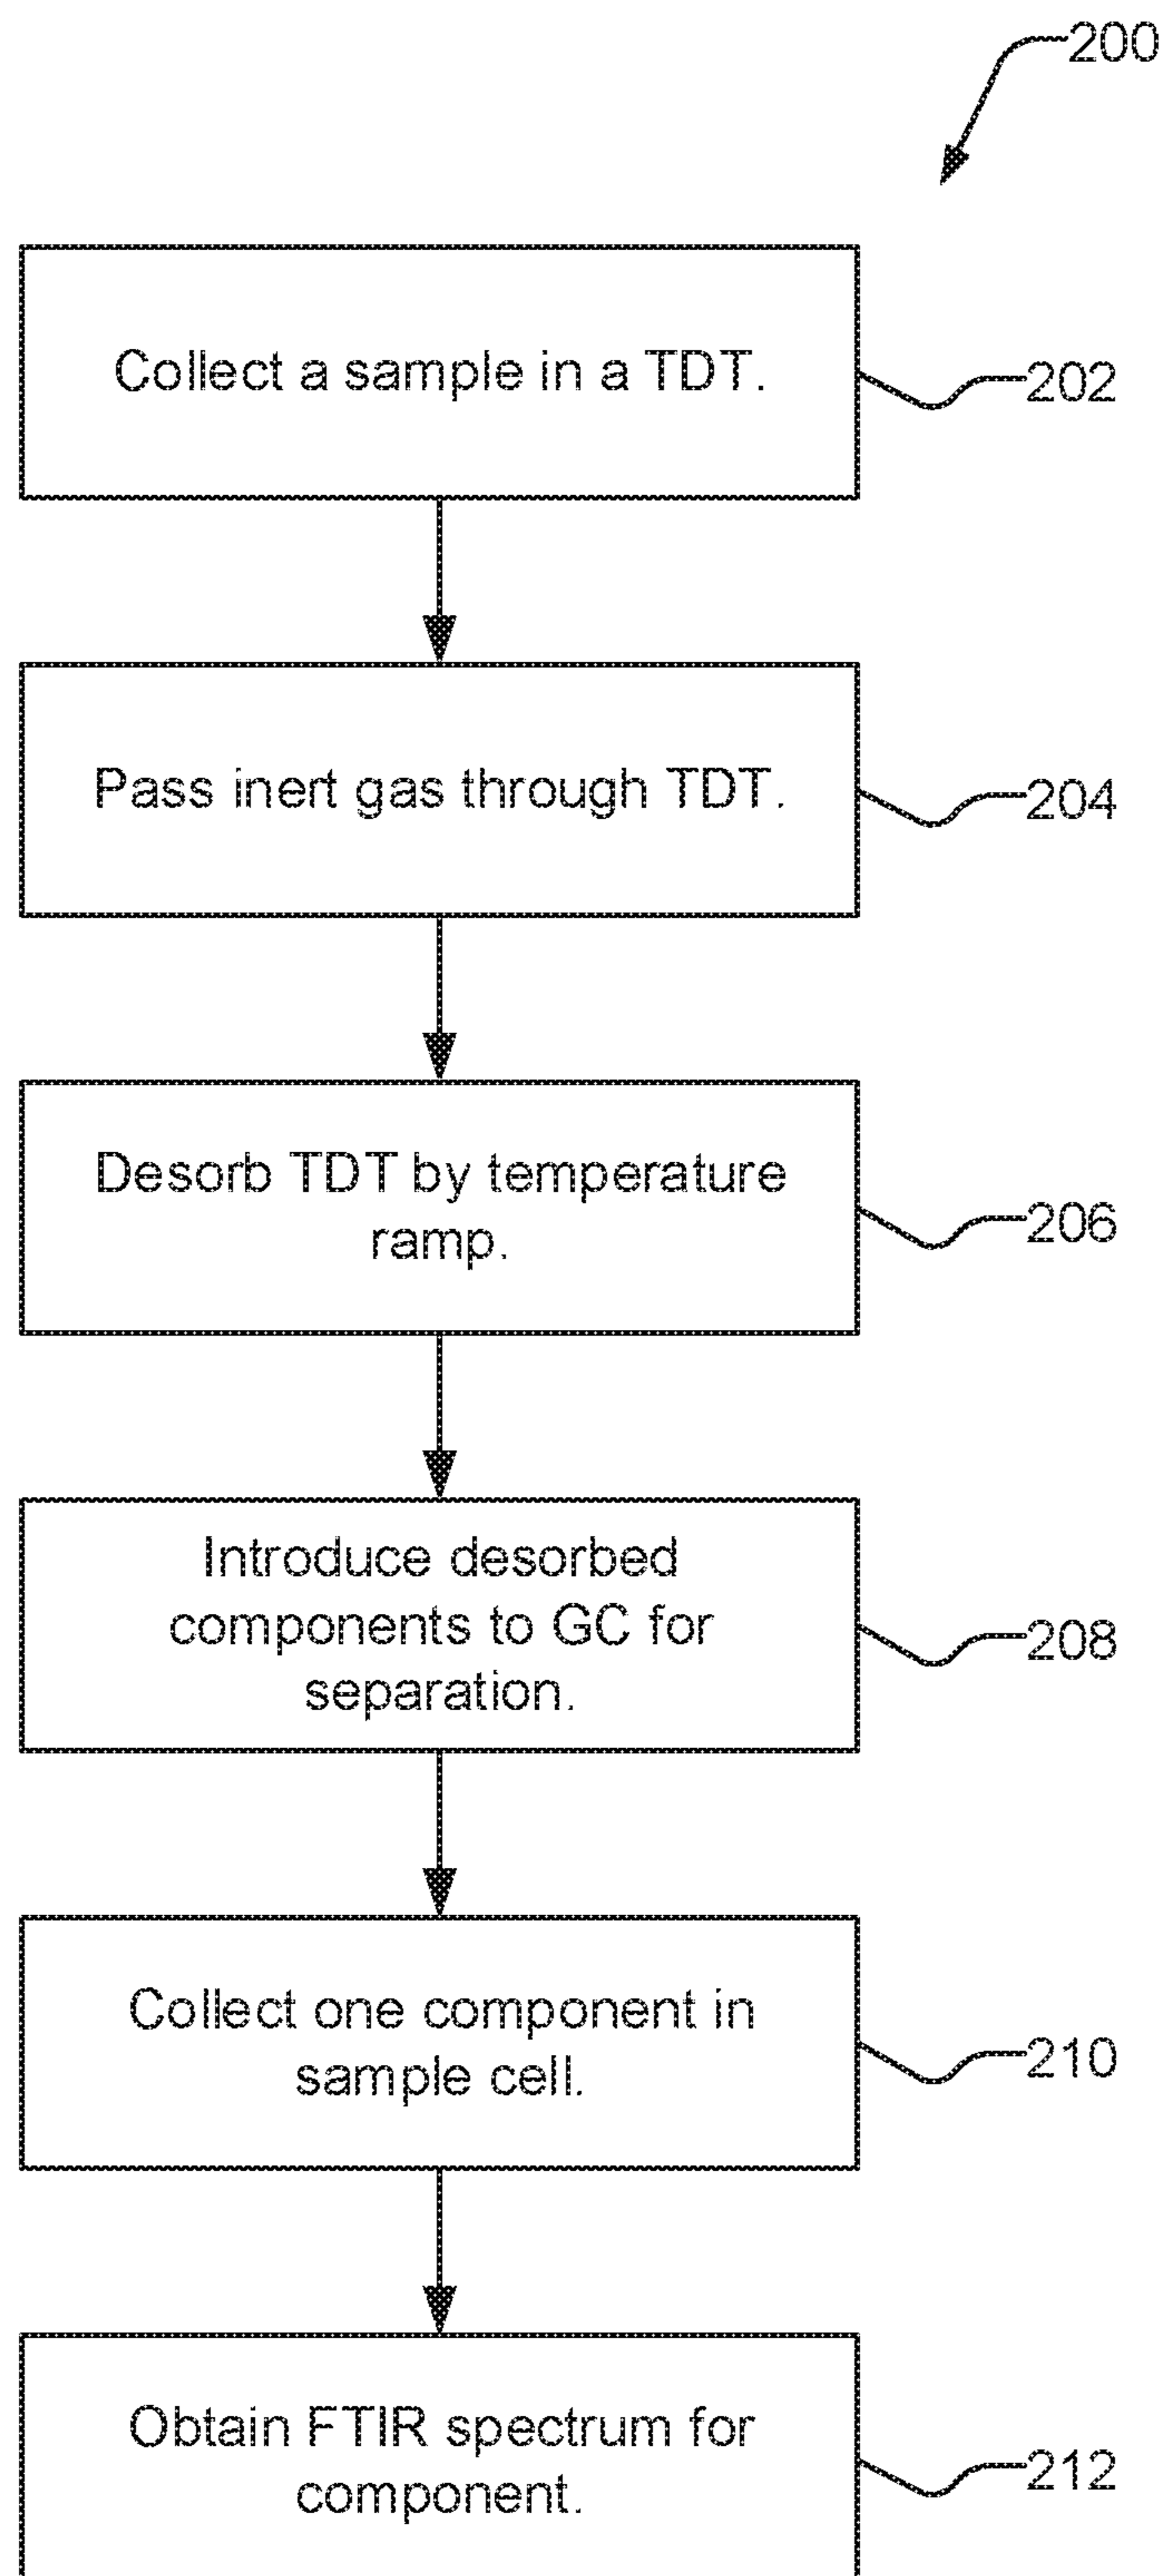 200
Collect a sample in a TDT.
202
Pass inert gas through TDT.
204
Desorb TDT by temperature
ramp.
206
Introduce desorbed
components to GC for
separation.
208
Collect one component in
sample cell.
210
Obtain FTIR spectrum for
component.
212